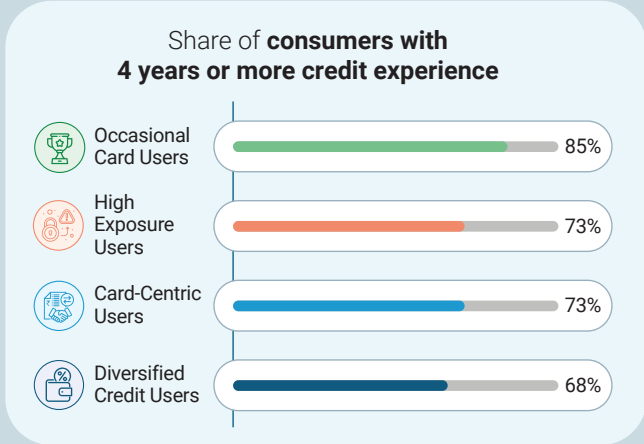 Share of consumers with
4 years or more credit experience
Occasional
Card Users
85%
High
Exposure
Users
73%
Card-Centric
Users
73%
Diversified
Credit Users
68%